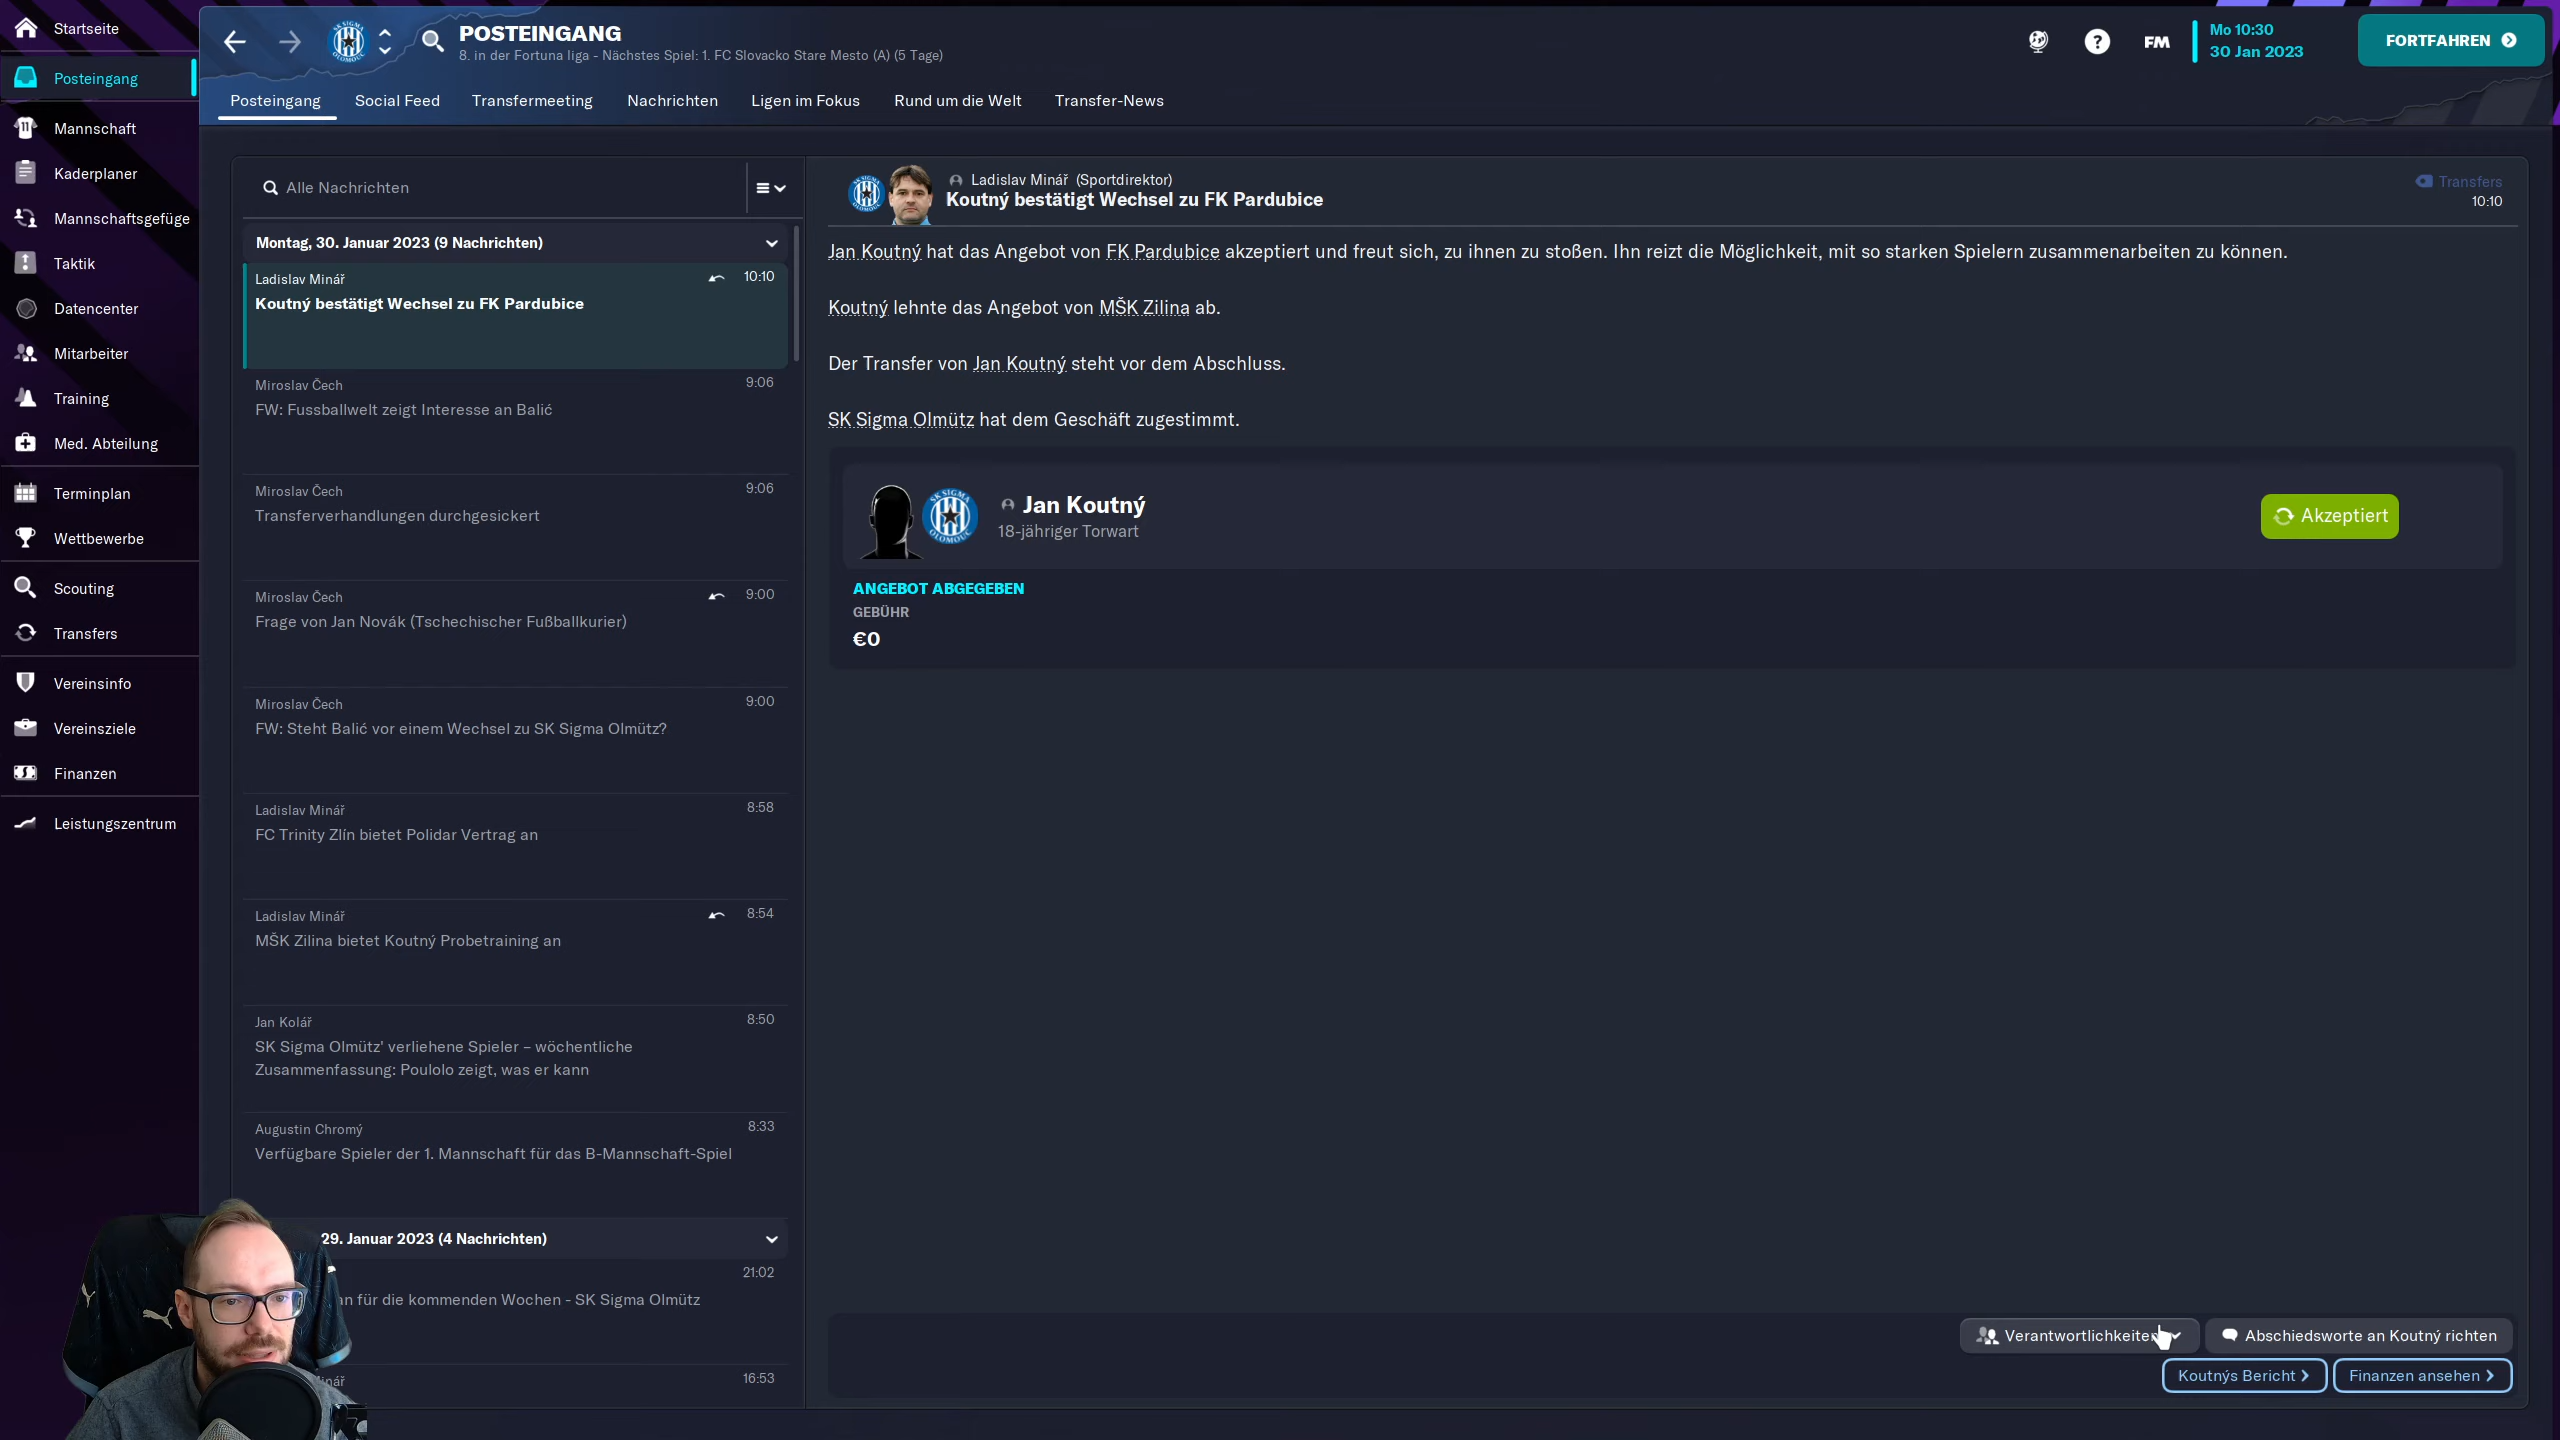 Startseite
Posteingang
Mannschaft
Kaderplaner
Mannschaftsgefüge
Taktik
Datencenter
Mitarbeiter
Training
Med. Abteilung
Terminplan
Wettbewerbe
Scouting
Transfers
Vereinsinfo
Vereinsziele
Finanzen
Leistungszentrum
POSTEINGANG
8. in der Fortuna liga - Nächstes Spiel: 1. FC Slovacko Stare Mesto (A) (5 Tage)
FM
Mo 10:30
30 Jan 2023
FORTFAHREN
Posteingang Social Feed Transfermeeting Nachrichten Ligen im Fokus Rund um die Welt Transfer-News
Alle Nachrichten
Montag, 30. Januar 2023 (9 Nachrichten)
Ladislav Minář 10:10
Koutný bestätigt Wechsel zu FK Pardubice
Miroslav Čech 9:06
FW: Fussballwelt zeigt Interesse an Balić
Miroslav Čech 9:06
Transferverhandlungen durchgesickert
Miroslav Čech 9:00
Frage von Jan Novák (Tschechischer Fußballkurier)
Miroslav Čech 9:00
FW: Steht Balić vor einem Wechsel zu SK Sigma Olmütz?
Ladislav Minář 8:58
FC Trinity Zlín bietet Polidar Vertrag an
Ladislav Minář 8:54
MŠK Zilina bietet Koutný Probetraining an
Jan Kolář 8:50
SK Sigma Olmütz' verliehene Spieler – wöchentliche
Zusammenfassung: Poulolo zeigt, was er kann
Augustin Chromý 8:33
Verfügbare Spieler der 1. Mannschaft für das B-Mannschaft-Spiel
29. Januar 2023 (4 Nachrichten)
21:02
für die kommenden Wochen - SK Sigma Olmütz
16:53
Ladislav Minář (Sportdirektor)
Koutný bestätigt Wechsel zu FK Pardubice
Transfers
10:10
Jan Koutný hat das Angebot von FK Pardubice akzeptiert und freut sich, zu ihnen zu stoßen. Ihn reizt die Möglichkeit, mit so starken Spielern zusammenarbeiten zu können.
Koutný lehnte das Angebot von MŠK Zilina ab.
Der Transfer von Jan Koutný steht vor dem Abschluss.
SK Sigma Olmütz hat dem Geschäft zugestimmt.
SK SIGMA
OLOMOUC
Jan Koutný
18-jähriger Torwart
Akzeptiert
ANGEBOT ABGEGEBEN
GEBÜHR
€0
Verantwortlichkeiten
Abschiedsworte an Koutný richten
Koutnýs Bericht
Finanzen ansehen